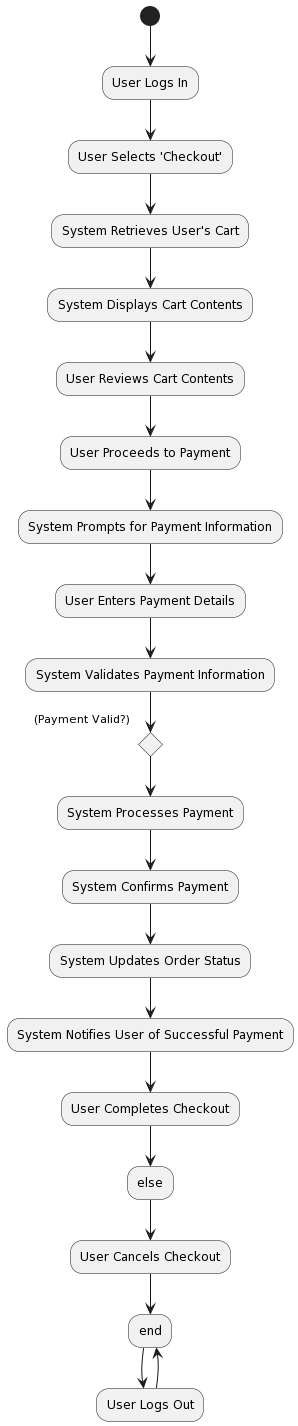 User Logs In
User Selects 'Checkout'
System Retrieves User's Cart
System Displays Cart Contents
User Reviews Cart Contents
User Proceeds to Payment
System Prompts for Payment Information
User Enters Payment Details
System Validates Payment Information
(Payment Valid?)
System Processes Payment
System Confirms Payment
System Updates Order Status
System Notifies User of Successful Payment
User Completes Checkout
else
User Cancels Checkout
end
User Logs Out